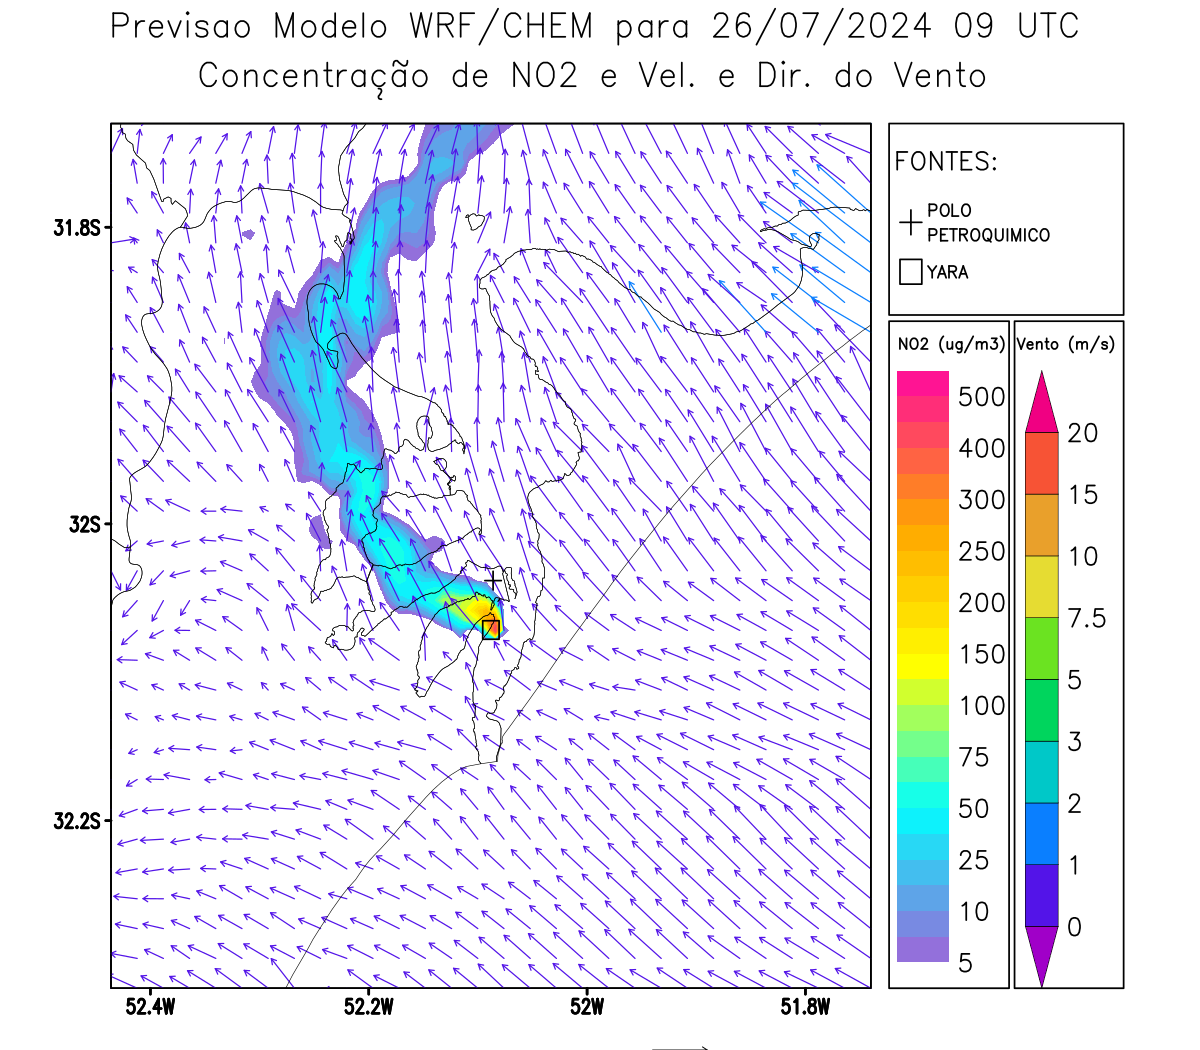 Previsao Modelo WRF/CHEM para 26/07/2024 09 UTC
Concentração de NO2 e Vel. e Dir. do Vento
FONTES:
POLO
PETROQUIMICO
YARA
NO2 (ug/m3)
500
400
300
250
200
150
100
75
50
25
10
5
Vento (m/s)
20
15
10
7.5
5
3
2
1
0
31.8S
32S
32.2S
52.4W
52.2W
52W
51.8W